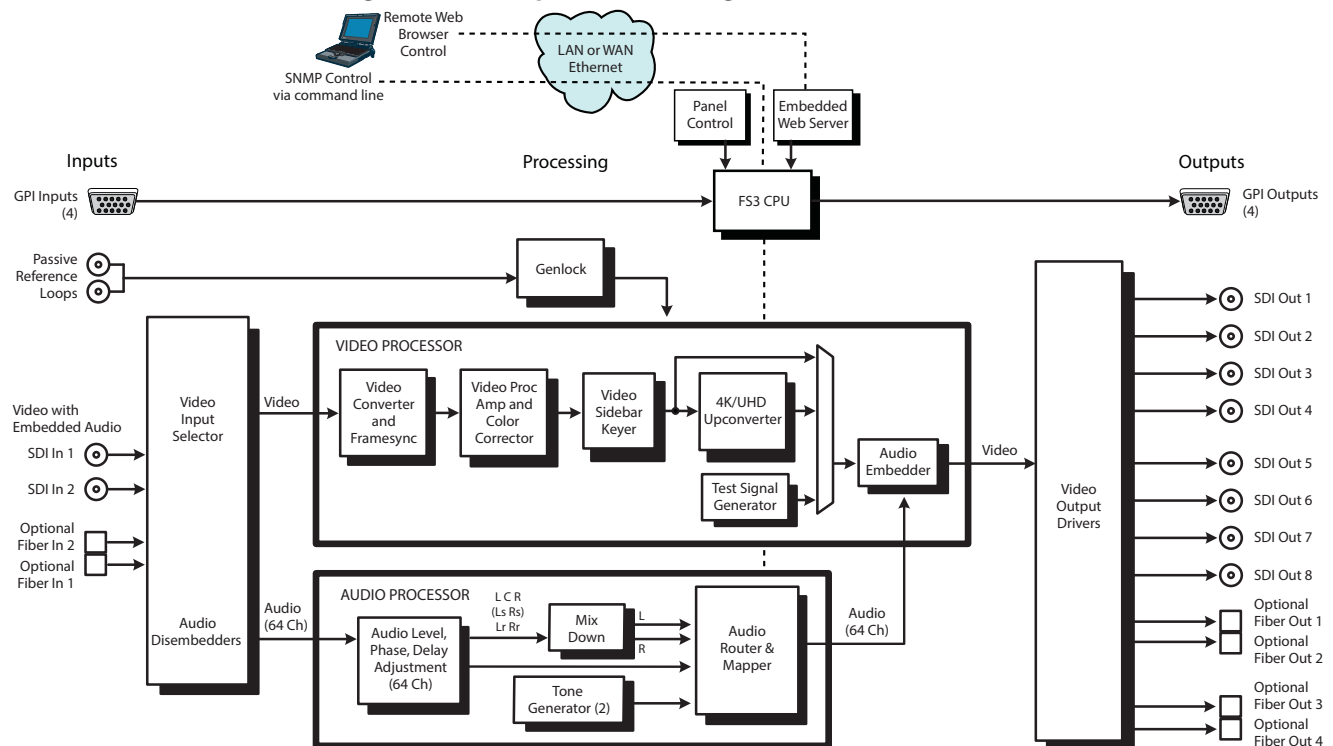 Remote Web
Browser
Control
LAN or WAN
Ethernet
SNMP Control
via command line
Panel
Control
Embedded
Web Server
Inputs
Processing
Outputs
GPI Inputs
(4)
FS3 CPU
GPI Outputs
(4)
Passive
Reference
Loops
Genlock
Video with
Embedded Audio
SDI In 1
SDI In 2
Optional
Fiber In 2
Optional
Fiber In 1
Video
Input
Selector
Audio
Disembedders
Video
Audio
(64 Ch)
VIDEO PROCESSOR
Video
Converter
and
Framesync
Video Proc
Amp and
Color
Corrector
Video
Sidebar
Keyer
4K/UHD
Upconverter
Test Signal
Generator
Audio
Embedder
Video
AUDIO PROCESSOR
Audio Level,
Phase, Delay
Adjustment
(64 Ch)
L C R
(Ls Rs)
Lr Rr
Mix
Down
L
R
Tone
Generator (2)
Audio
Router &
Mapper
Audio
(64 Ch)
Video
Output
Drivers
SDI Out 1
SDI Out 2
SDI Out 3
SDI Out 4
SDI Out 5
SDI Out 6
SDI Out 7
SDI Out 8
Optional
Fiber Out 1
Optional
Fiber Out 2
Optional
Fiber Out 3
Optional
Fiber Out 4